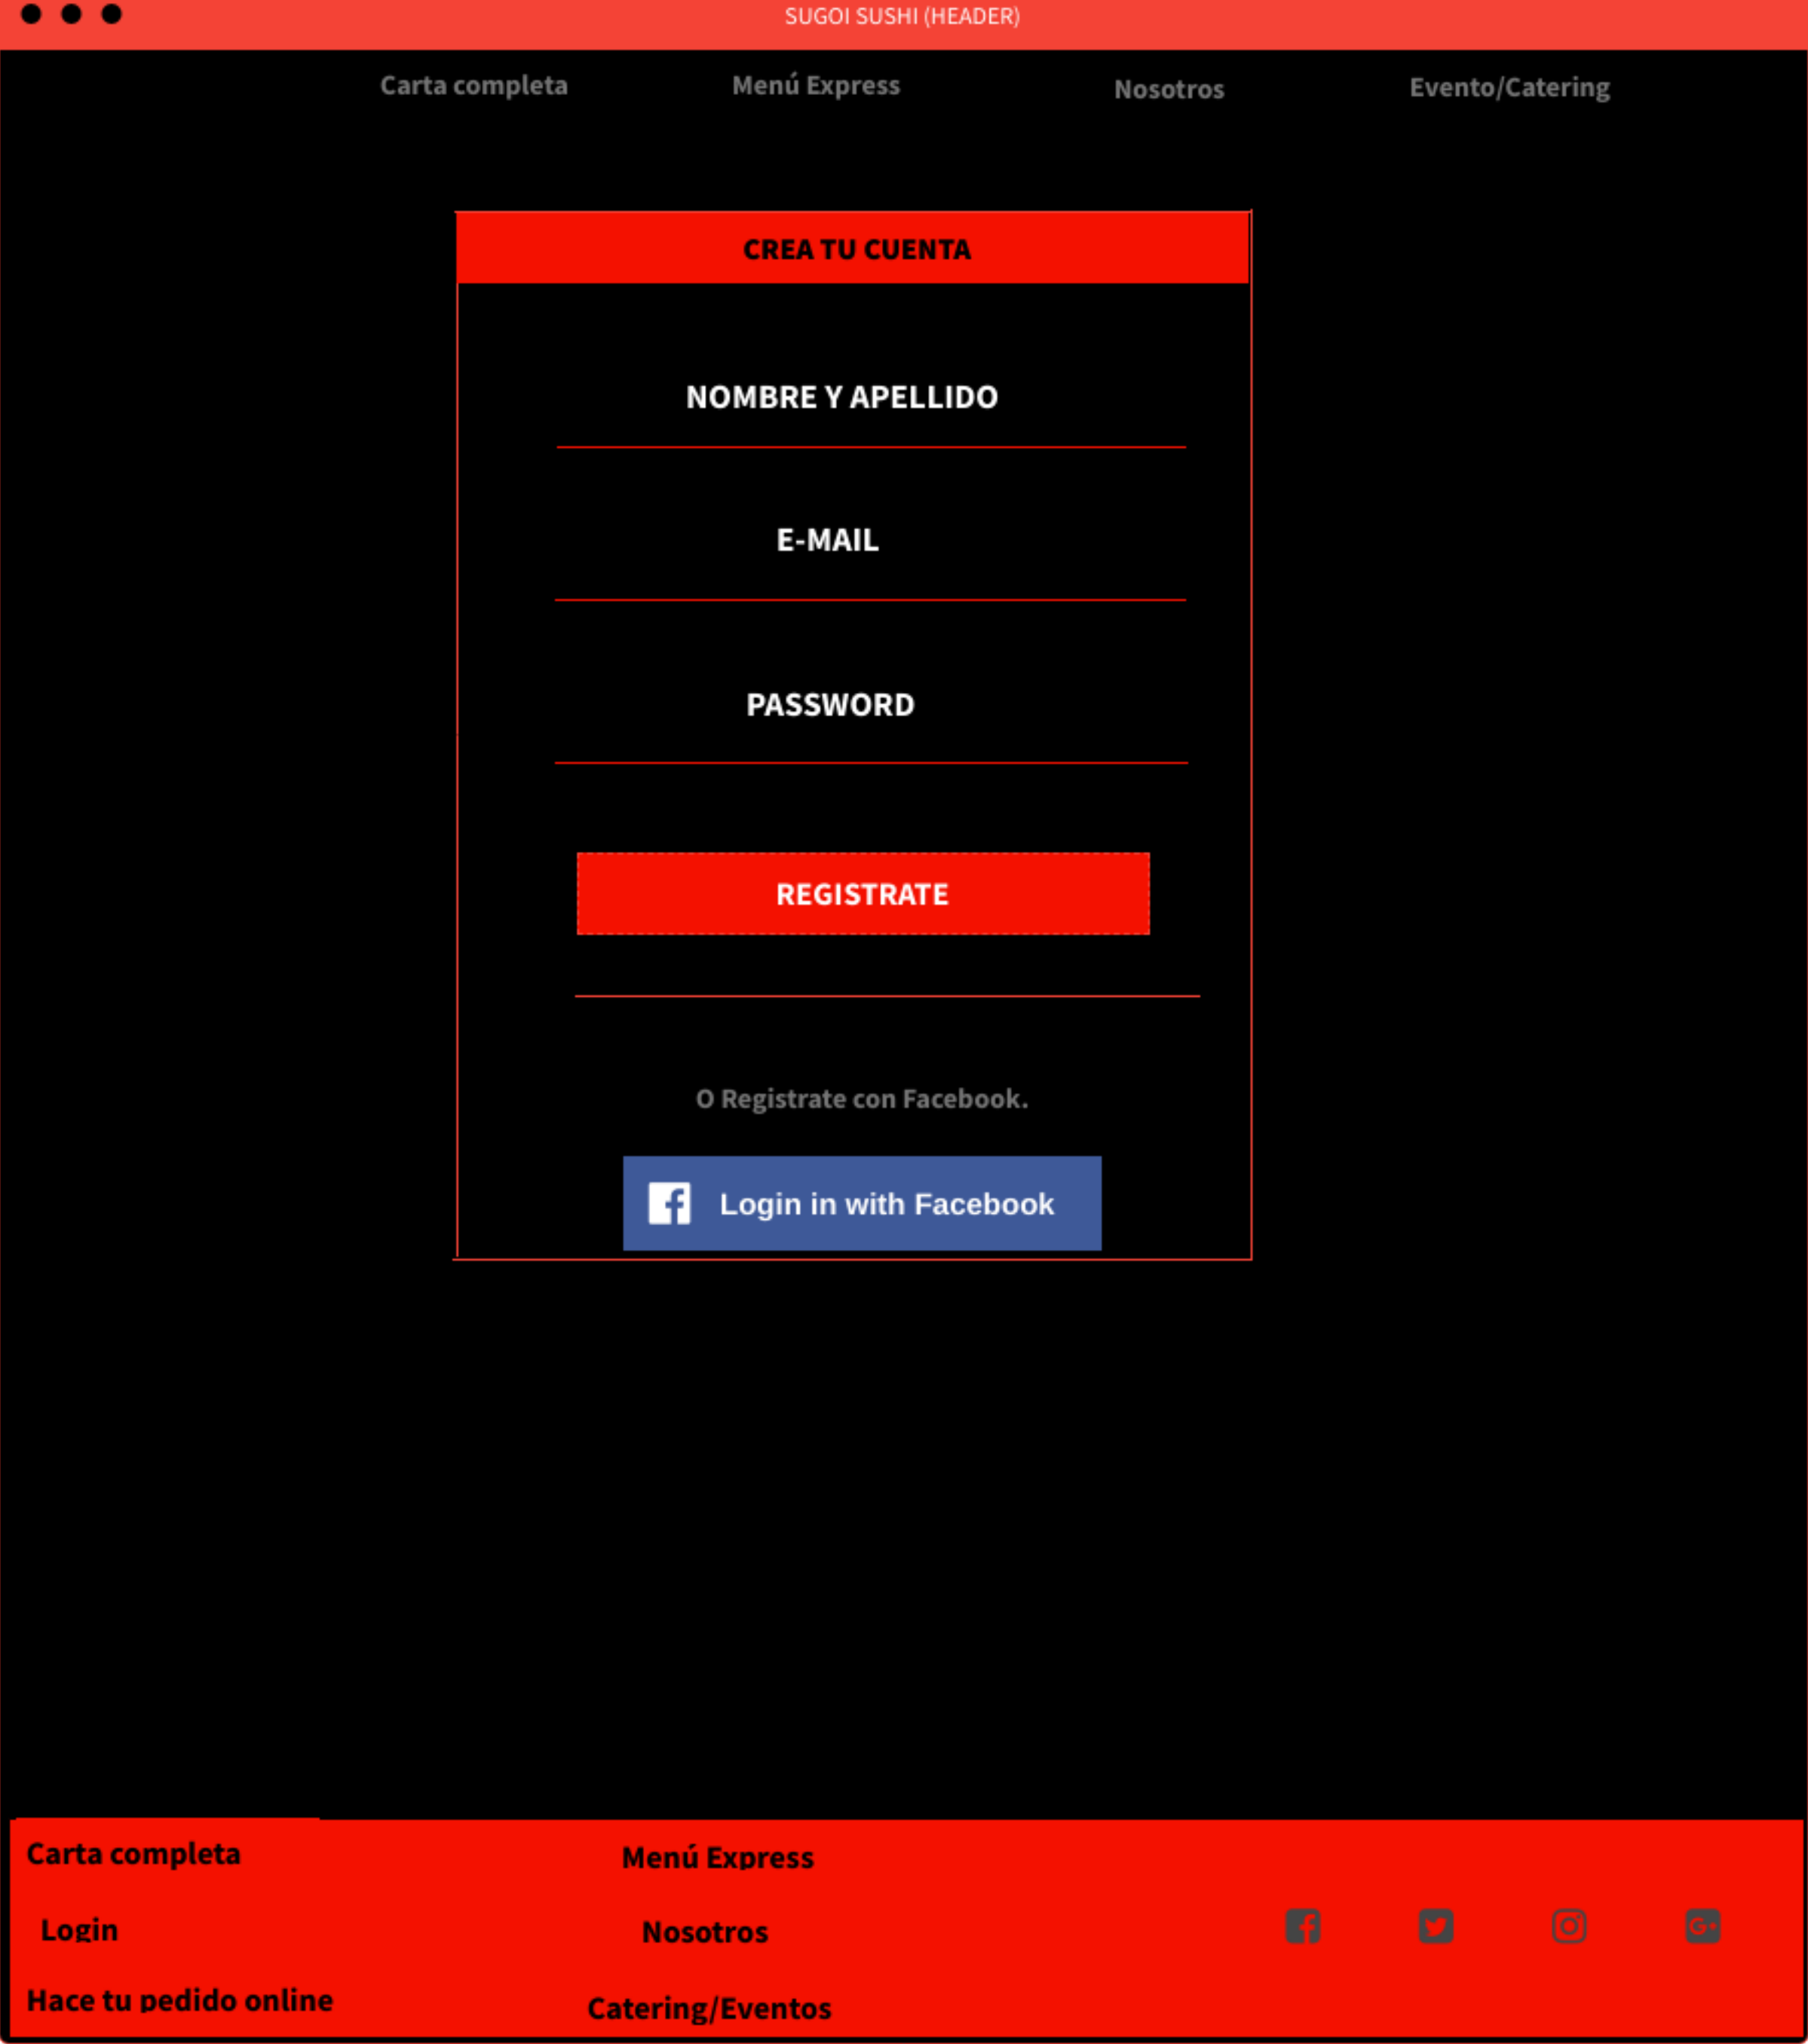 SUGOI SUSHI (HEADER)
Carta completa Menú Express Nosotros Evento/Catering
CREA TU CUENTA
NOMBRE Y APELLIDO
E-MAIL
PASSWORD
REGISTRATE
O Registrate con Facebook.
Login in with Facebook
Carta completa Menú Express
Login Nosotros
Hace tu pedido online Catering/Eventos